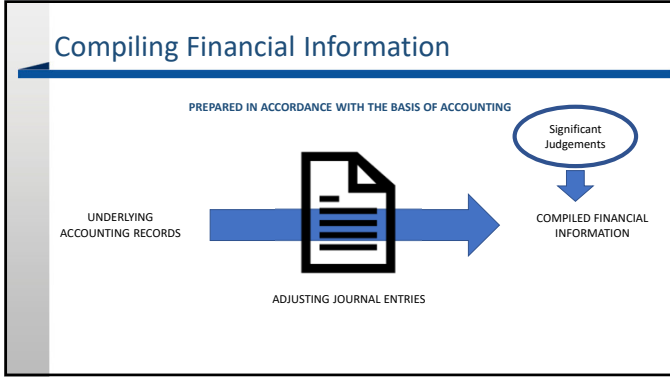 Compiling Financial Information
PREPARED IN ACCORDANCE WITH THE BASIS OF ACCOUNTING
Significant
Judgements
UNDERLYING
ACCOUNTING RECORDS
COMPILED FINANCIAL
INFORMATION
ADJUSTING JOURNAL ENTRIES